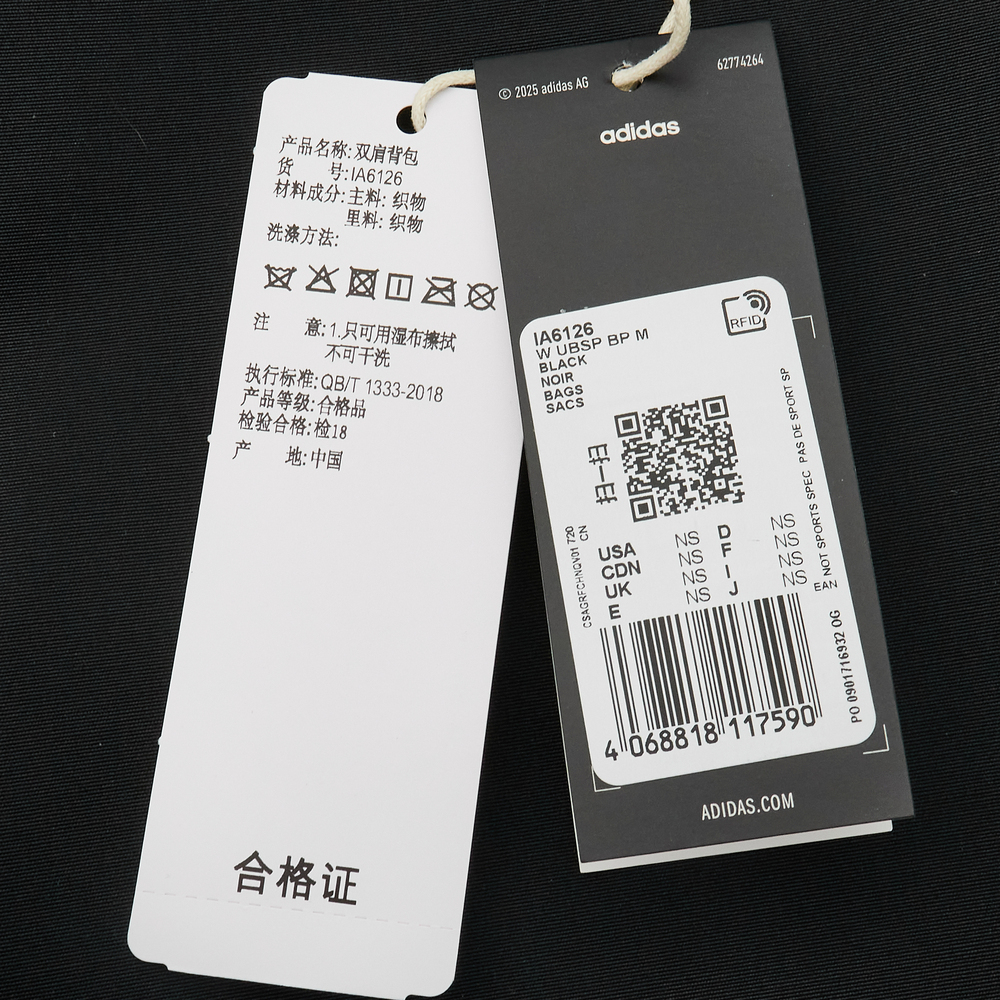 产品名称:双肩背包
货 号:IA6126
材料成分:主料: 织物
里料: 织物
洗涤方法:
注 意:1.只可用湿布擦拭
不可干洗
执行标准:QB/T 1333-2018
产品等级:合格品
检验合格:检18
产 地:中国
合格证
© 2025 adidas AG
62774264
adidas
IA6126
W UBSP BP M
BLACK
NOIR
BAGS
SACS
RFID
扫一扫
CSAGRFCHNQV01 720
CN
USA NS D NS
CDN NS F NS
UK NS I NS
E NS J
NOT SPORTS SPEC PAS DE SPORT SP
EAN
PO 0901716932 OG
4 068818 117590
ADIDAS.COM